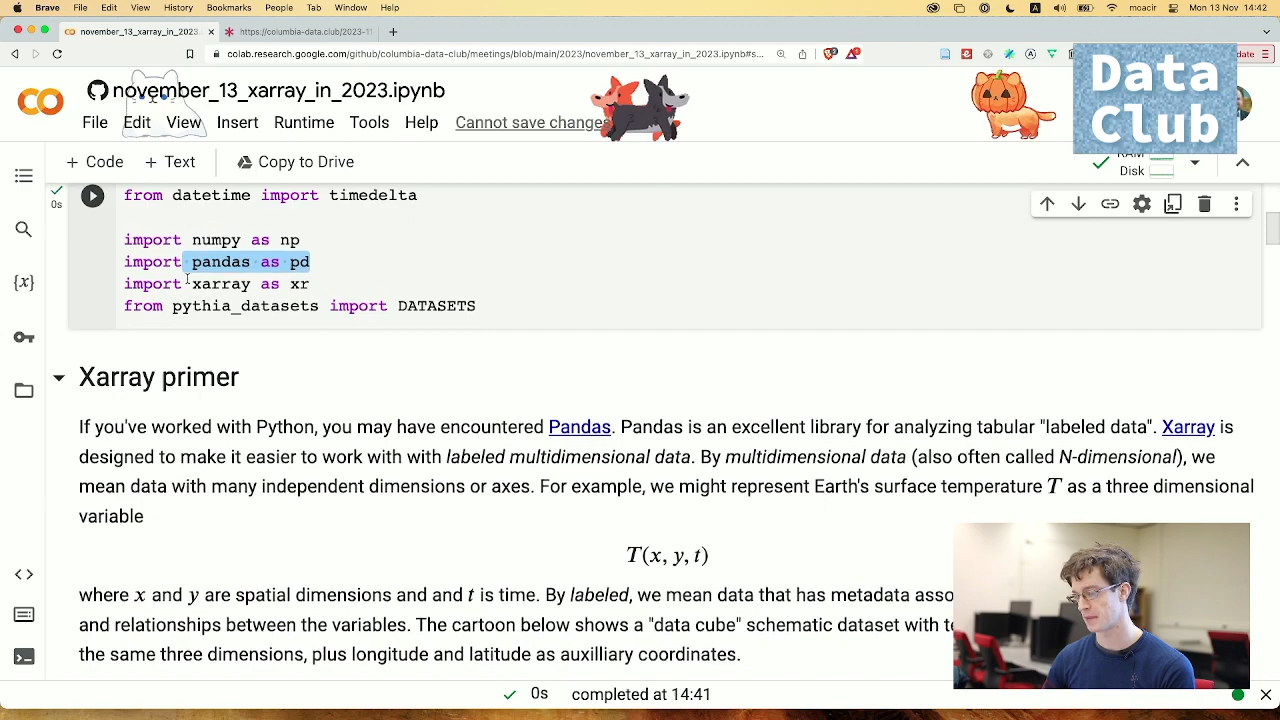 Brave File Edit View History Bookmarks People Tab Window Help Mon 13 Nov 14:42
november_13_xarray_in_2023. https://columbia-data.club/2023-11
colab.research.google.com/github/columbia-data-club/meetings/blob/main/2023/november_13_xarray_in_2023.ipynb#s...
Data
Club
november_13_xarray_in_2023.ipynb
File Edit View Insert Runtime Tools Help Cannot save changes
+ Code + Text Copy to Drive
RAM
Disk
0s
from datetime import timedelta
import numpy as np
import pandas as pd
import xarray as xr
from pythia_datasets import DATASETS
Xarray primer
If you've worked with Python, you may have encountered Pandas. Pandas is an excellent library for analyzing tabular "labeled data". Xarray is
designed to make it easier to work with with labeled multidimensional data. By multidimensional data (also often called N-dimensional), we
mean data with many independent dimensions or axes. For example, we might represent Earth's surface temperature T as a three dimensional
variable
T(x, y, t)
where x and y are spatial dimensions and and t is time. By labeled, we mean data that has metadata
and relationships between the variables. The cartoon below shows a "data cube" schematic dataset with
the same three dimensions, plus longitude and latitude as auxilliary coordinates.
0s completed at 14:41